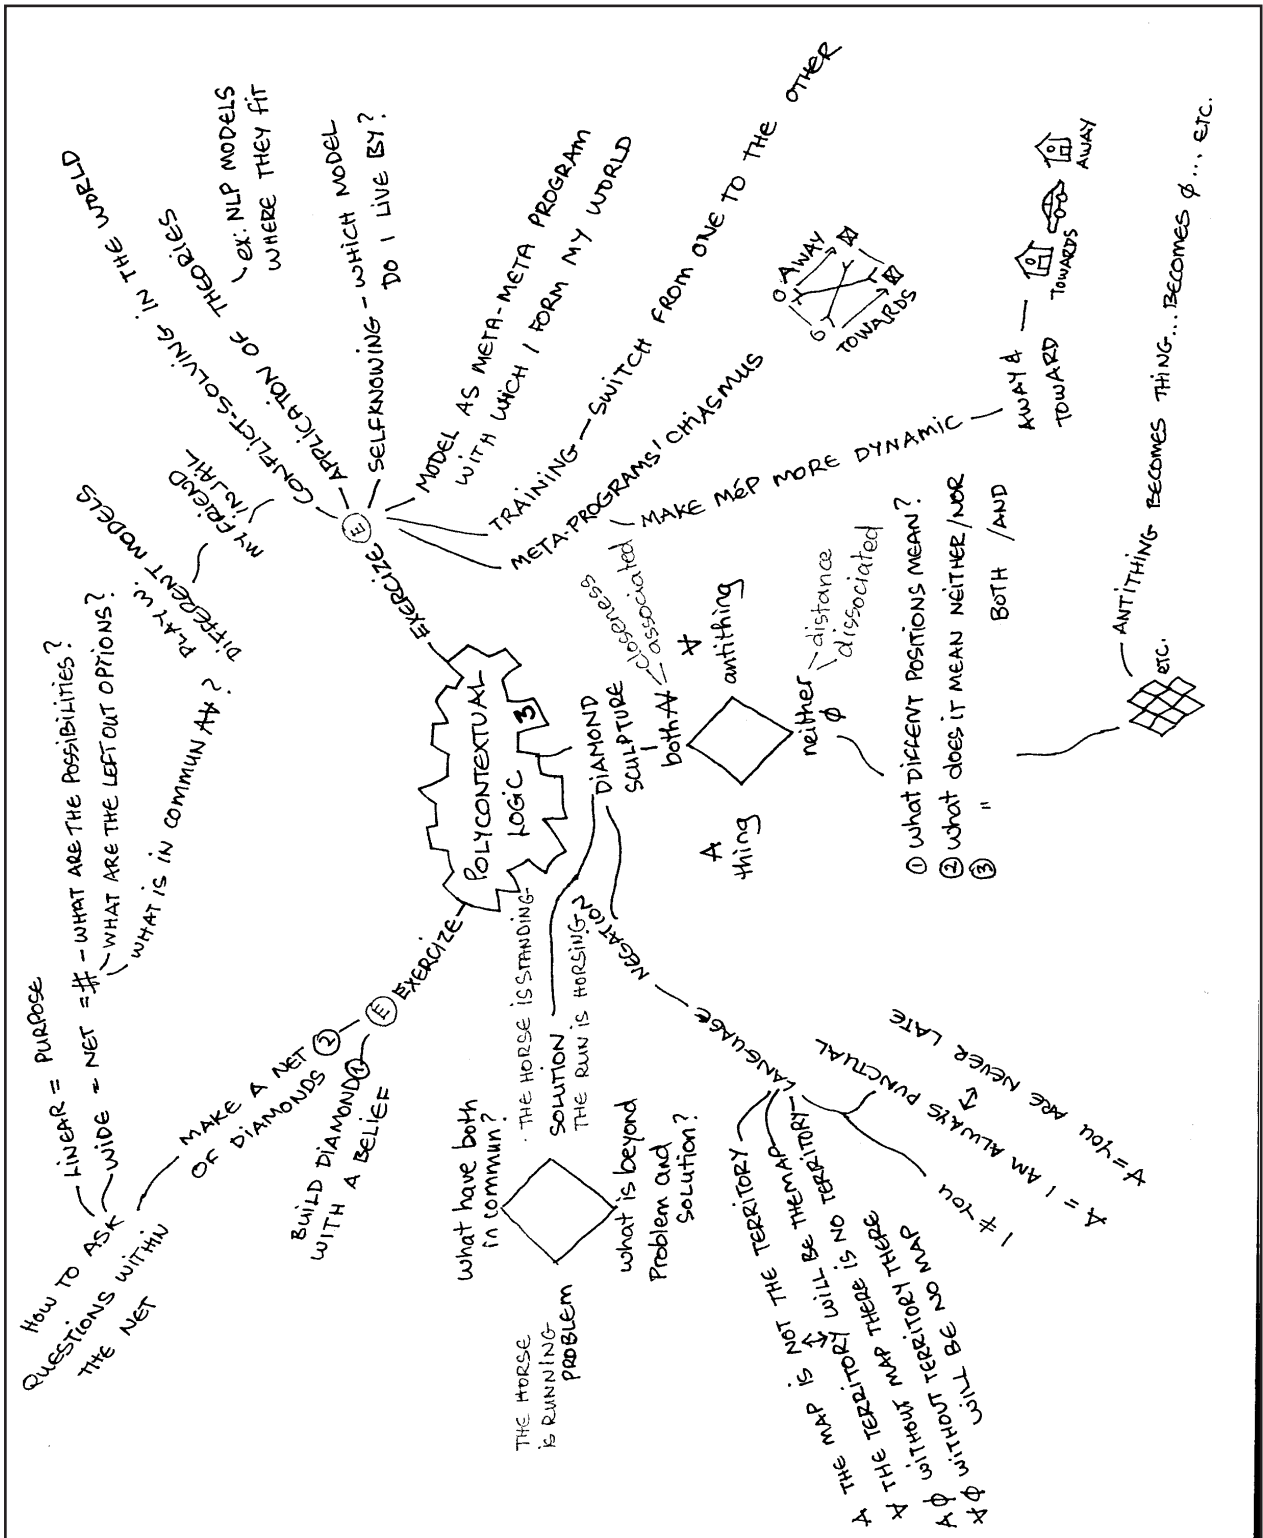 POLYCONTEXTUAL
LOGIC
3
EXERCIZE
E
CONFLICT-SOLVING IN THE WORLD
MY FRIEND
IN JAIL
PLAY W.
DIFFERENT MODELS
APPLICATION OF THEORIES
ex: NLP MODELS
WHERE THEY FIT
SELFKNOWING - WHICH MODEL
DO I LIVE BY?
MODEL AS META-META PROGRAM
WITH WHICH I FORM MY WORLD
TRAINING - SWITCH FROM ONE TO THE OTHER
META-PROGRAMS' CHIASMUS
O AWAY
TOWARDS
MAKE MéP MORE DYNAMIC
AWAY &
TOWARD
TOWARDS
AWAY
DIAMOND
SCULPTURE
both A∀
closeness
associated
A
thing
∀
antithing
neither
φ
distance
dissociated
① what DIFFERENT POSITIONS MEAN?
② what does IT MEAN NEITHER/NOR
③ " BOTH /AND
etc.
ANTITHING BECOMES THING... BECOMES φ... ETC.
NEGATION
LANGUAGE
A THE MAP IS NOT THE TERRITORY
↕
∀ THE TERRITORY WILL BE THE MAP
A φ WITHOUT MAP THERE IS NO TERRITORY
∀ φ WITHOUT TERRITORY THERE
WILL BE NO MAP
I ≠ YOU
A = I AM ALWAYS PUNCTUAL
↕
∀ = YOU ARE NEVER LATE
SOLUTION
· THE HORSE IS STANDING
THE RUN IS HORSING
What have both
in commun?
what is beyond
Problem and
Solution?
THE HORSE
iS RUNNING
PROBLEM
EXERCIZE
E
BUILD DIAMOND ①
WITH A BELIEF
MAKE A NET ②
OF DIAMONDS
HOW TO ASK
QUESTIONS WITHIN
THE NET
LINEAR = PURPOSE
WIDE = NET = # - WHAT ARE THE POSSIBILITIES?
WHAT ARE THE LEFT OUT OPTIONS?
WHAT IS IN COMMUN A∀?